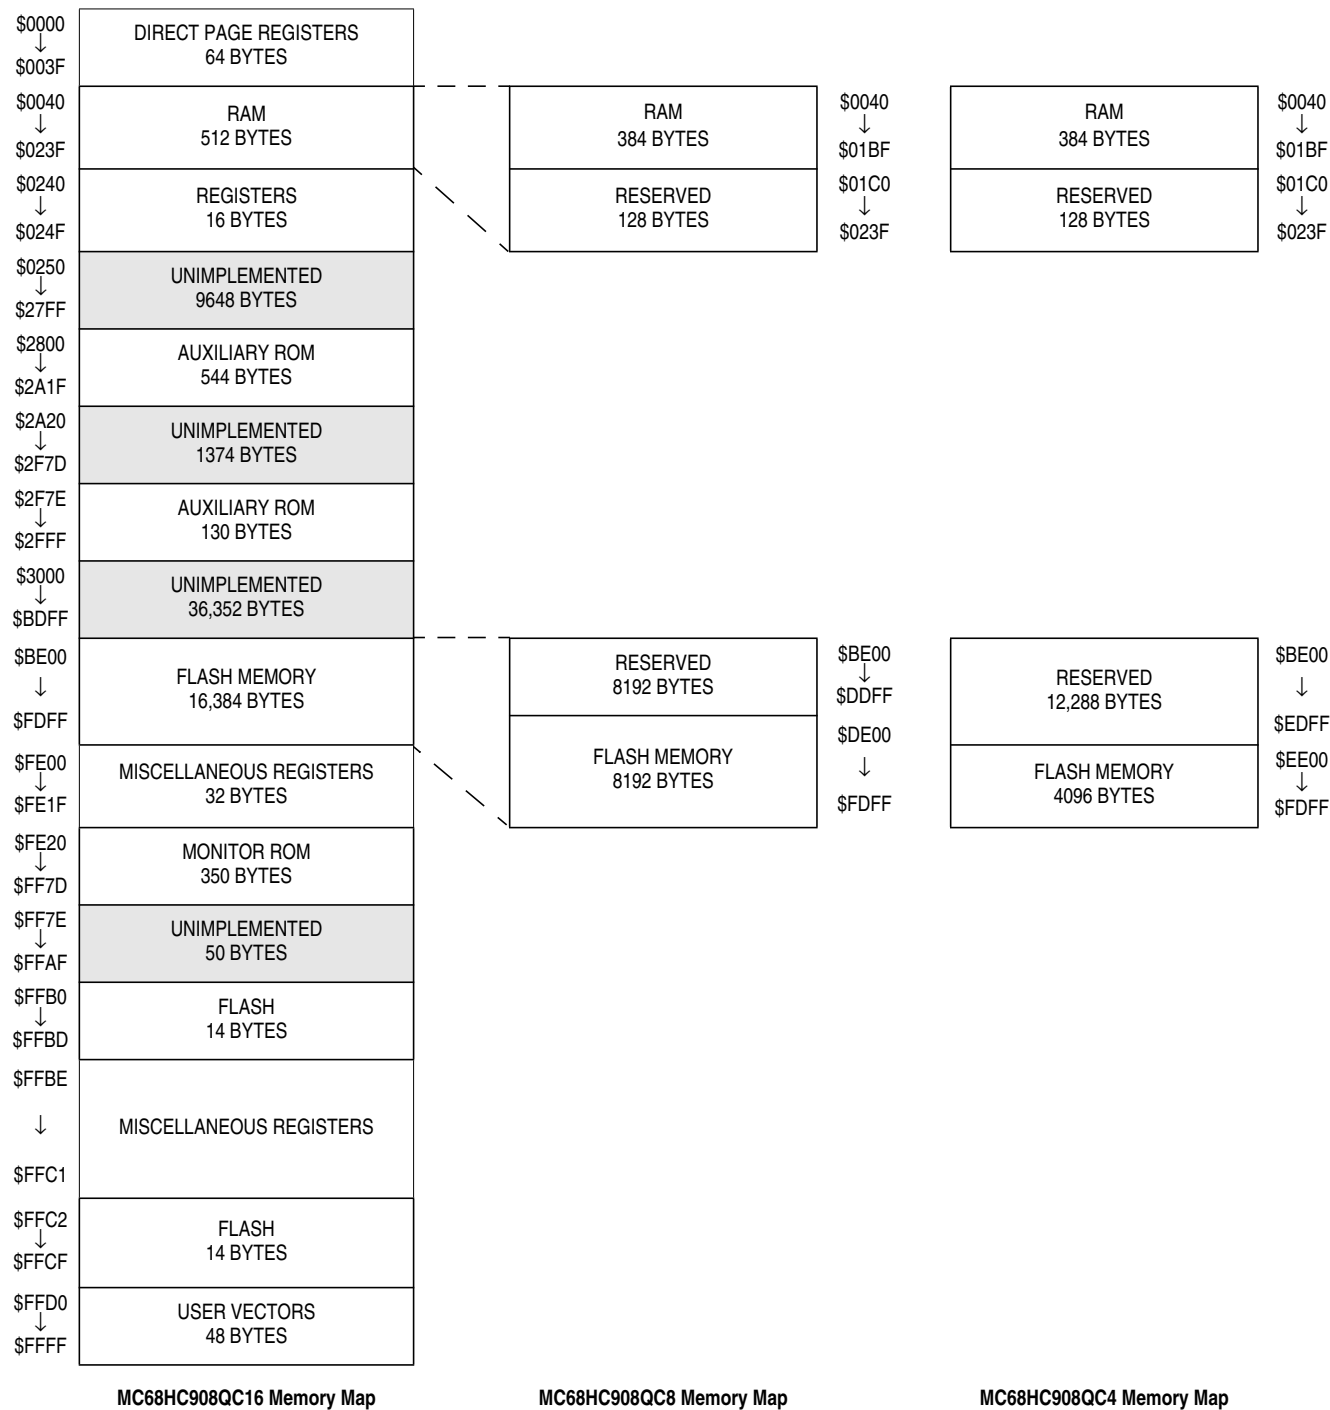 $0000
↓
$003F
DIRECT PAGE REGISTERS
64 BYTES
$0040
↓
$023F
RAM
512 BYTES
RAM
384 BYTES
$0040
↓
$01BF
RAM
384 BYTES
$0040
↓
$01BF
$0240
↓
$024F
REGISTERS
16 BYTES
RESERVED
128 BYTES
$01C0
↓
$023F
RESERVED
128 BYTES
$01C0
↓
$023F
$0250
↓
$27FF
UNIMPLEMENTED
9648 BYTES
$2800
↓
$2A1F
AUXILIARY ROM
544 BYTES
$2A20
↓
$2F7D
UNIMPLEMENTED
1374 BYTES
$2F7E
↓
$2FFF
AUXILIARY ROM
130 BYTES
$3000
↓
$BDFF
UNIMPLEMENTED
36,352 BYTES
$BE00
↓
$FDFF
FLASH MEMORY
16,384 BYTES
RESERVED
8192 BYTES
$BE00
↓
$DDFF
RESERVED
12,288 BYTES
$BE00
↓
$EDFF
$FE00
↓
$FE1F
MISCELLANEOUS REGISTERS
32 BYTES
FLASH MEMORY
8192 BYTES
$DE00
↓
$FDFF
FLASH MEMORY
4096 BYTES
$EE00
↓
$FDFF
$FE20
↓
$FF7D
MONITOR ROM
350 BYTES
$FF7E
↓
$FFAF
UNIMPLEMENTED
50 BYTES
$FFB0
↓
$FFBD
FLASH
14 BYTES
$FFBE
↓
$FFC1
MISCELLANEOUS REGISTERS
$FFC2
↓
$FFCF
FLASH
14 BYTES
$FFD0
↓
$FFFF
USER VECTORS
48 BYTES
MC68HC908QC16 Memory Map
MC68HC908QC8 Memory Map
MC68HC908QC4 Memory Map